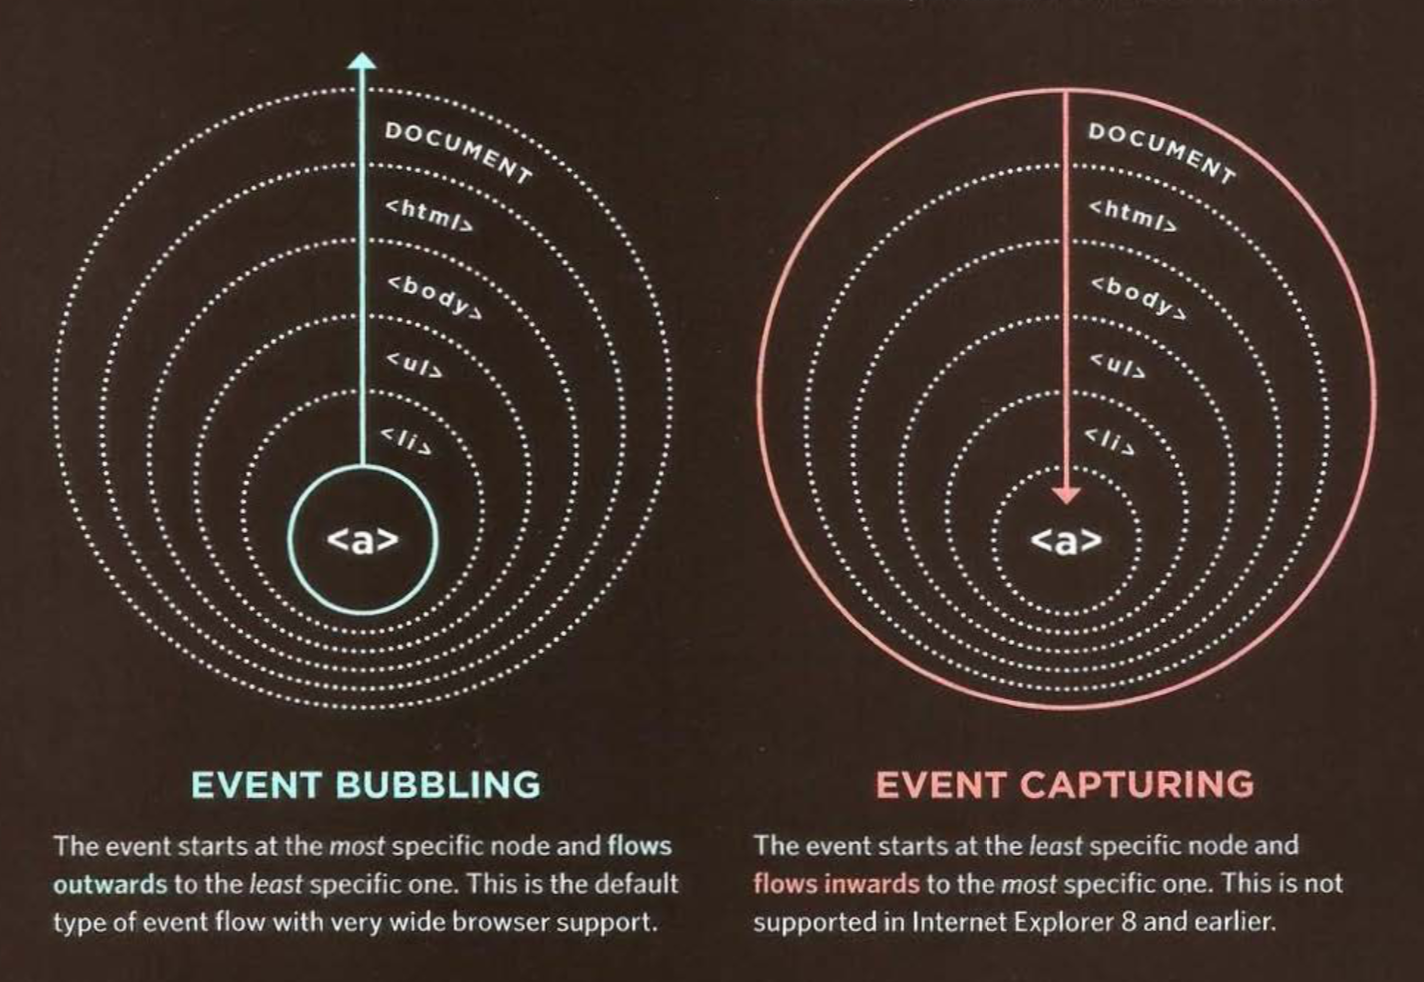 DOCUMENT
<html>
<body>
<ul>
<li>
<a>
EVENT BUBBLING
The event starts at the most specific node and flows
outwards to the least specific one. This is the default
type of event flow with very wide browser support.
DOCUMENT
<html>
<body>
<ul>
<li>
<a>
EVENT CAPTURING
The event starts at the least specific node and
flows inwards to the most specific one. This is not
supported in Internet Explorer 8 and earlier.